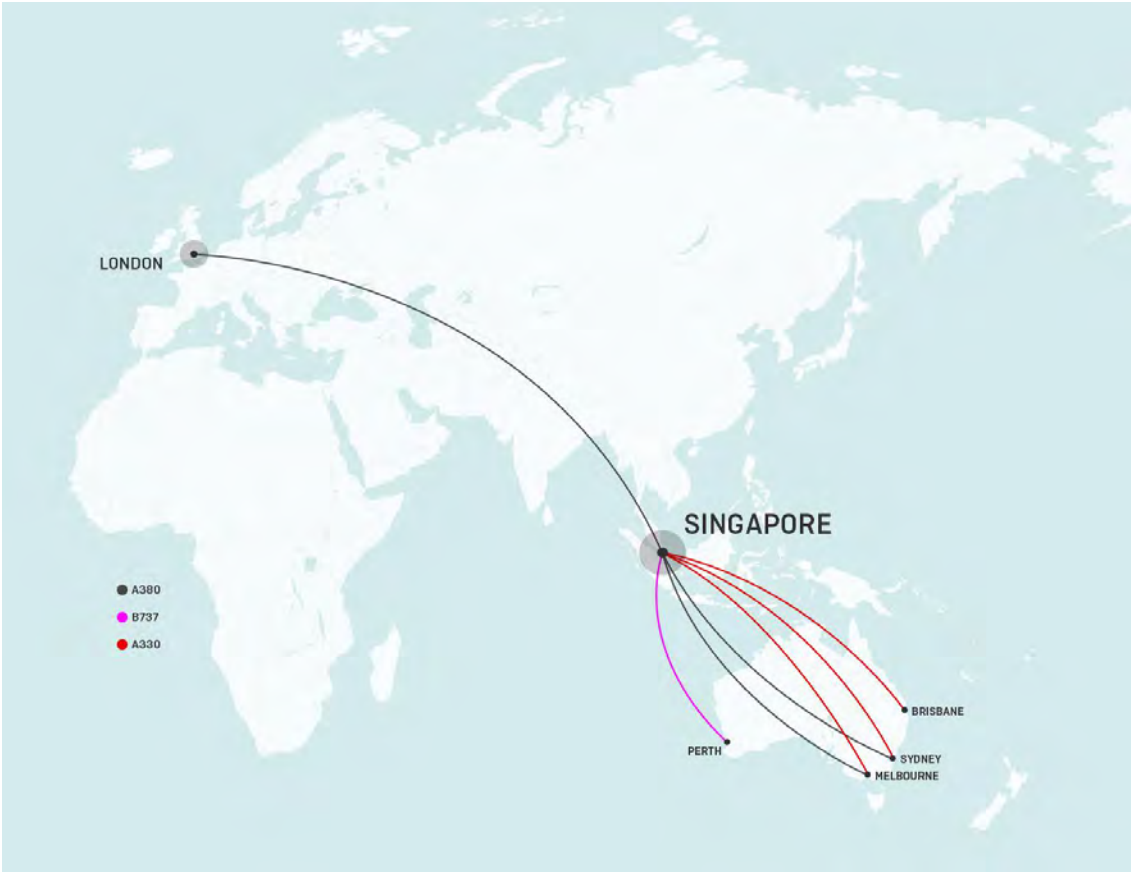 LONDON
SINGAPORE
A380
B737
A330
BRISBANE
PERTH
SYDNEY
MELBOURNE